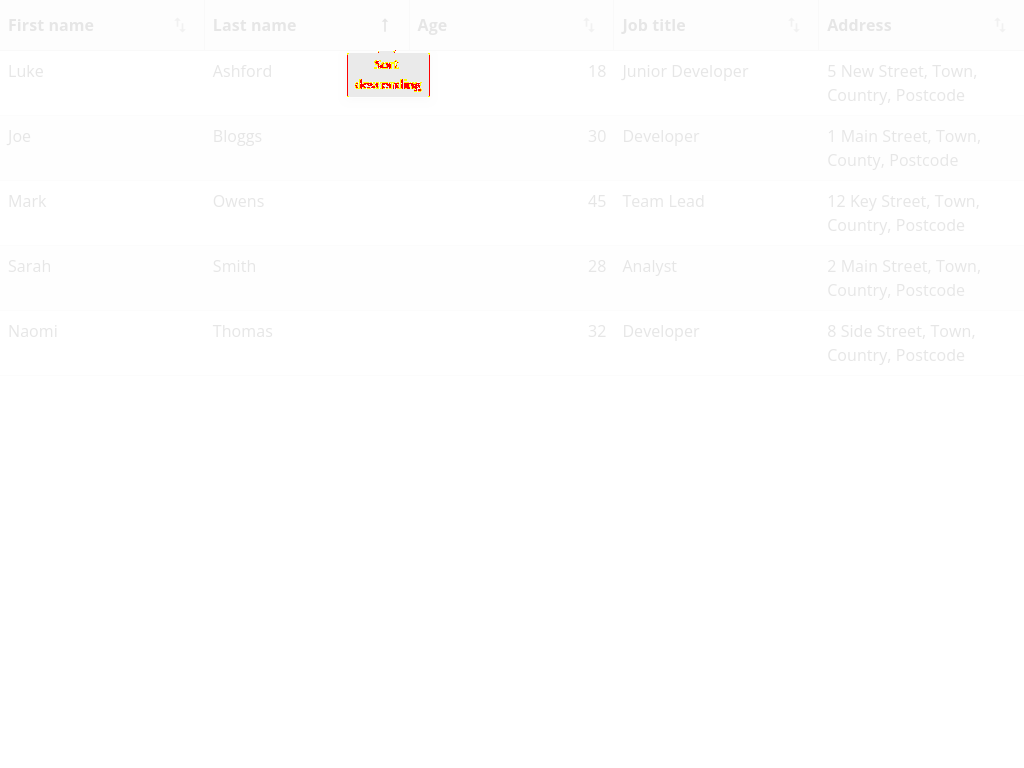 First name Last name Age Job title Address
Sort
descending
Luke Ashford 18 Junior Developer 5 New Street, Town,
Country, Postcode
Joe Bloggs 30 Developer 1 Main Street, Town,
County, Postcode
Mark Owens 45 Team Lead 12 Key Street, Town,
Country, Postcode
Sarah Smith 28 Analyst 2 Main Street, Town,
Country, Postcode
Naomi Thomas 32 Developer 8 Side Street, Town,
Country, Postcode